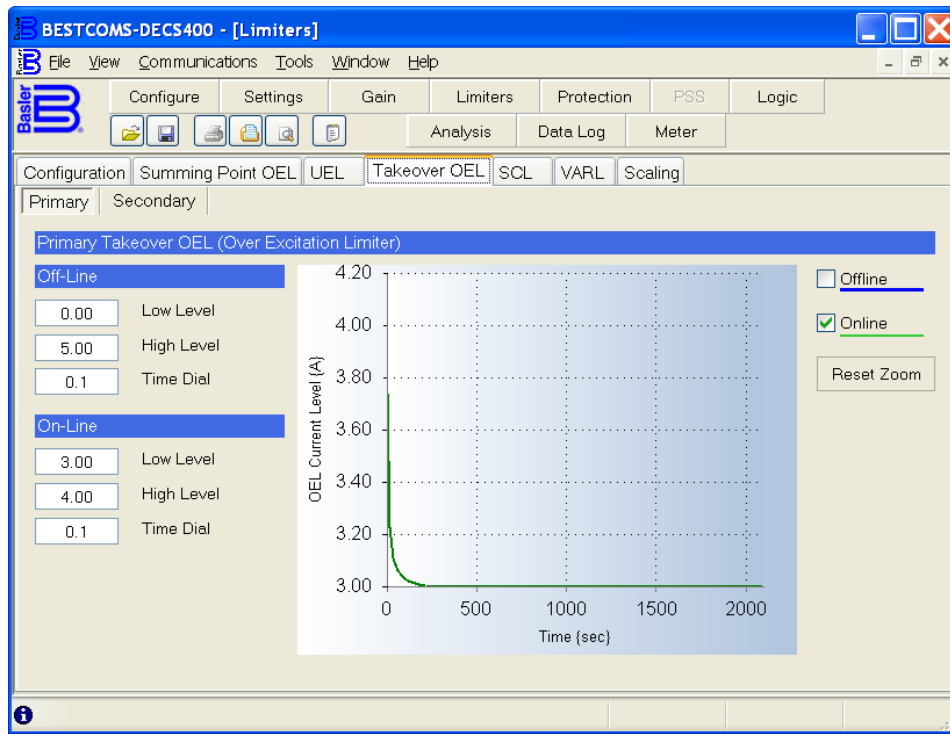 BESTCOMS-DECS400 - [Limiters]
File View Communications Tools Window Help
Basler
Configure Settings Gain Limiters Protection PSS Logic
Analysis Data Log Meter
Configuration Summing Point OEL UEL Takeover OEL SCL VARL Scaling
Primary Secondary
Primary Takeover OEL (Over Excitation Limiter)
Off-Line
0.00 Low Level
5.00 High Level
0.1 Time Dial
On-Line
3.00 Low Level
4.00 High Level
0.1 Time Dial
OEL Current Level {A}
4.20
4.00
3.80
3.60
3.40
3.20
3.00
0 500 1000 1500 2000
Time {sec}
Offline
Online
Reset Zoom